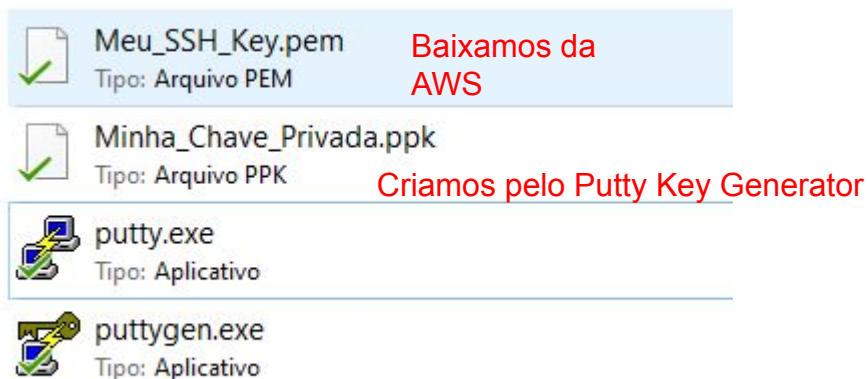 Meu_SSH_Key.pem
Tipo: Arquivo PEM
Baixamos da
AWS
Minha_Chave_Privada.ppk
Tipo: Arquivo PPK
Criamos pelo Putty Key Generator
putty.exe
Tipo: Aplicativo
puttygen.exe
Tipo: Aplicativo